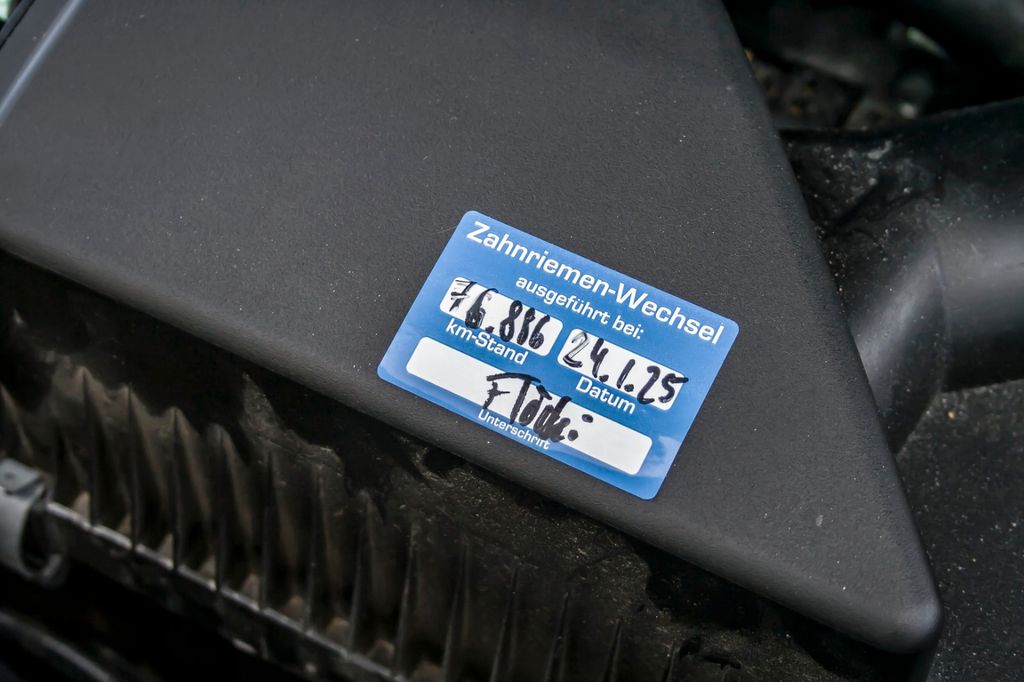 Zahnriemen-Wechsel
ausgeführt bei:
76.886 24.1.25
km-Stand Datum
Unterschrift